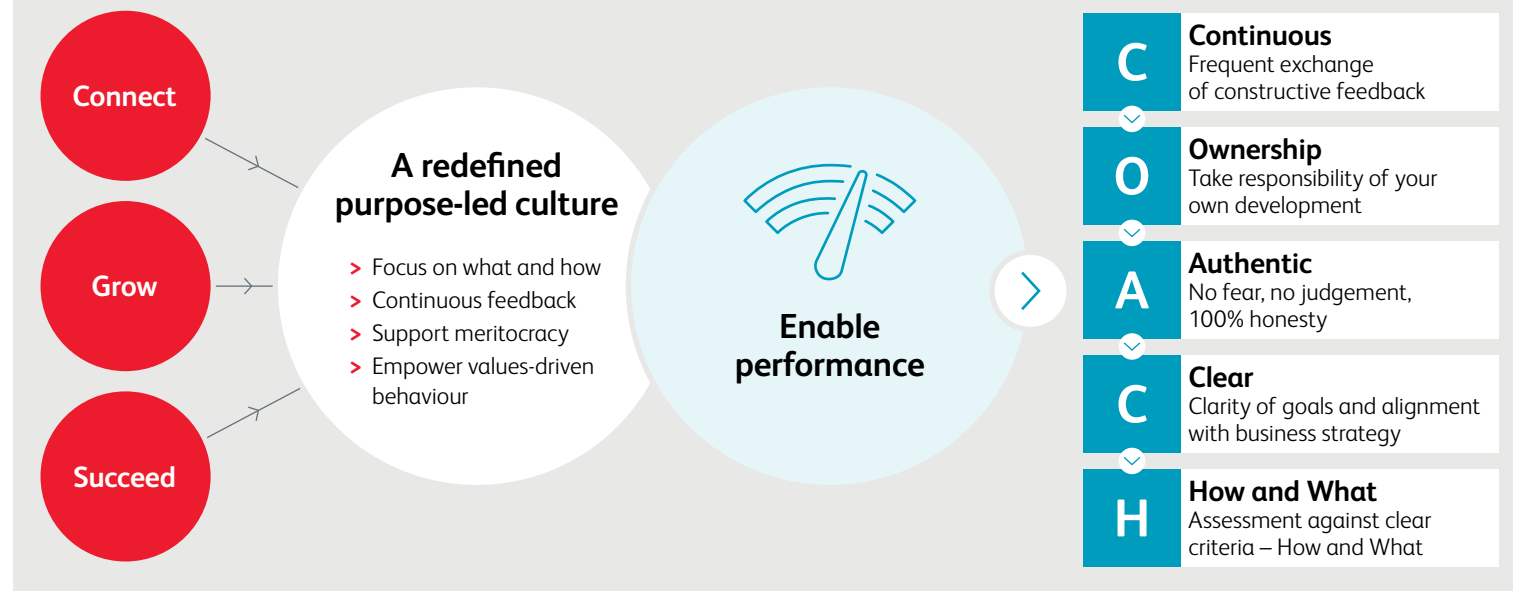 Connect
Grow
Succeed
A redefined
purpose-led culture
> Focus on what and how
> Continuous feedback
> Support meritocracy
> Empower values-driven
behaviour
Enable
performance
C
Continuous
Frequent exchange
of constructive feedback
O
Ownership
Take responsibility of your
own development
A
Authentic
No fear, no judgement,
100% honesty
C
Clear
Clarity of goals and alignment
with business strategy
H
How and What
Assessment against clear
criteria – How and What